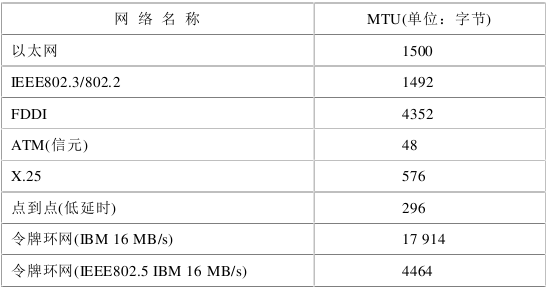 网 络 名 称 MTU(单位：字节)
以太网 1500
IEEE802.3/802.2 1492
FDDI 4352
ATM(信元) 48
X.25 576
点到点(低延时) 296
令牌环网(IBM 16 MB/s) 17 914
令牌环网(IEEE802.5 IBM 16 MB/s) 4464